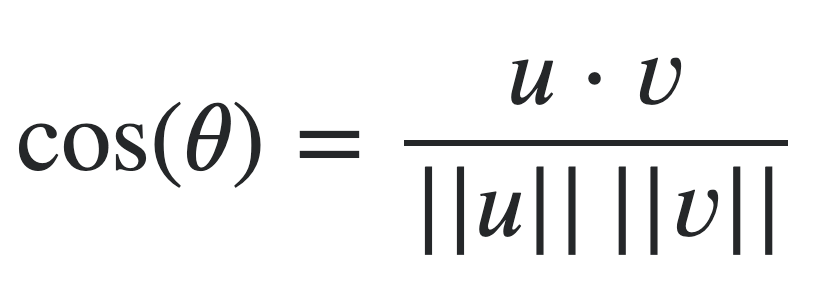 cos(θ) = u · v / ||u|| ||v||